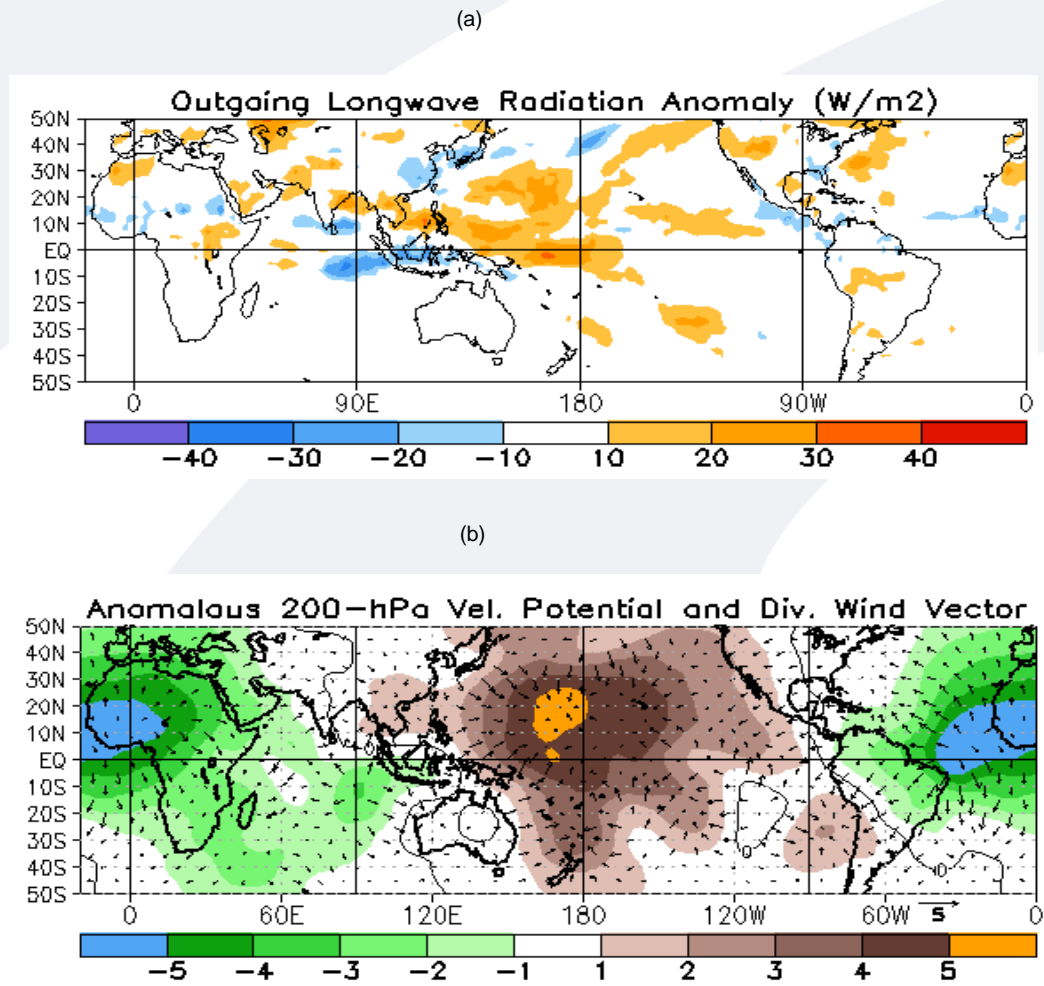 (a)
Outgoing Longwave Radiation Anomaly (W/m2)
50N
40N
30N
20N
10N
EQ
10S
20S
30S
40S
50S
0 90E 180 90W 0
-40 -30 -20 -10 10 20 30 40
(b)
Anomalous 200-hPa Vel. Potential and Div. Wind Vector
50N
40N
30N
20N
10N
EQ
10S
20S
30S
40S
50S
0
0
0 60E 120E 180 120W 60W 5 0
-5 -4 -3 -2 -1 1 2 3 4 5